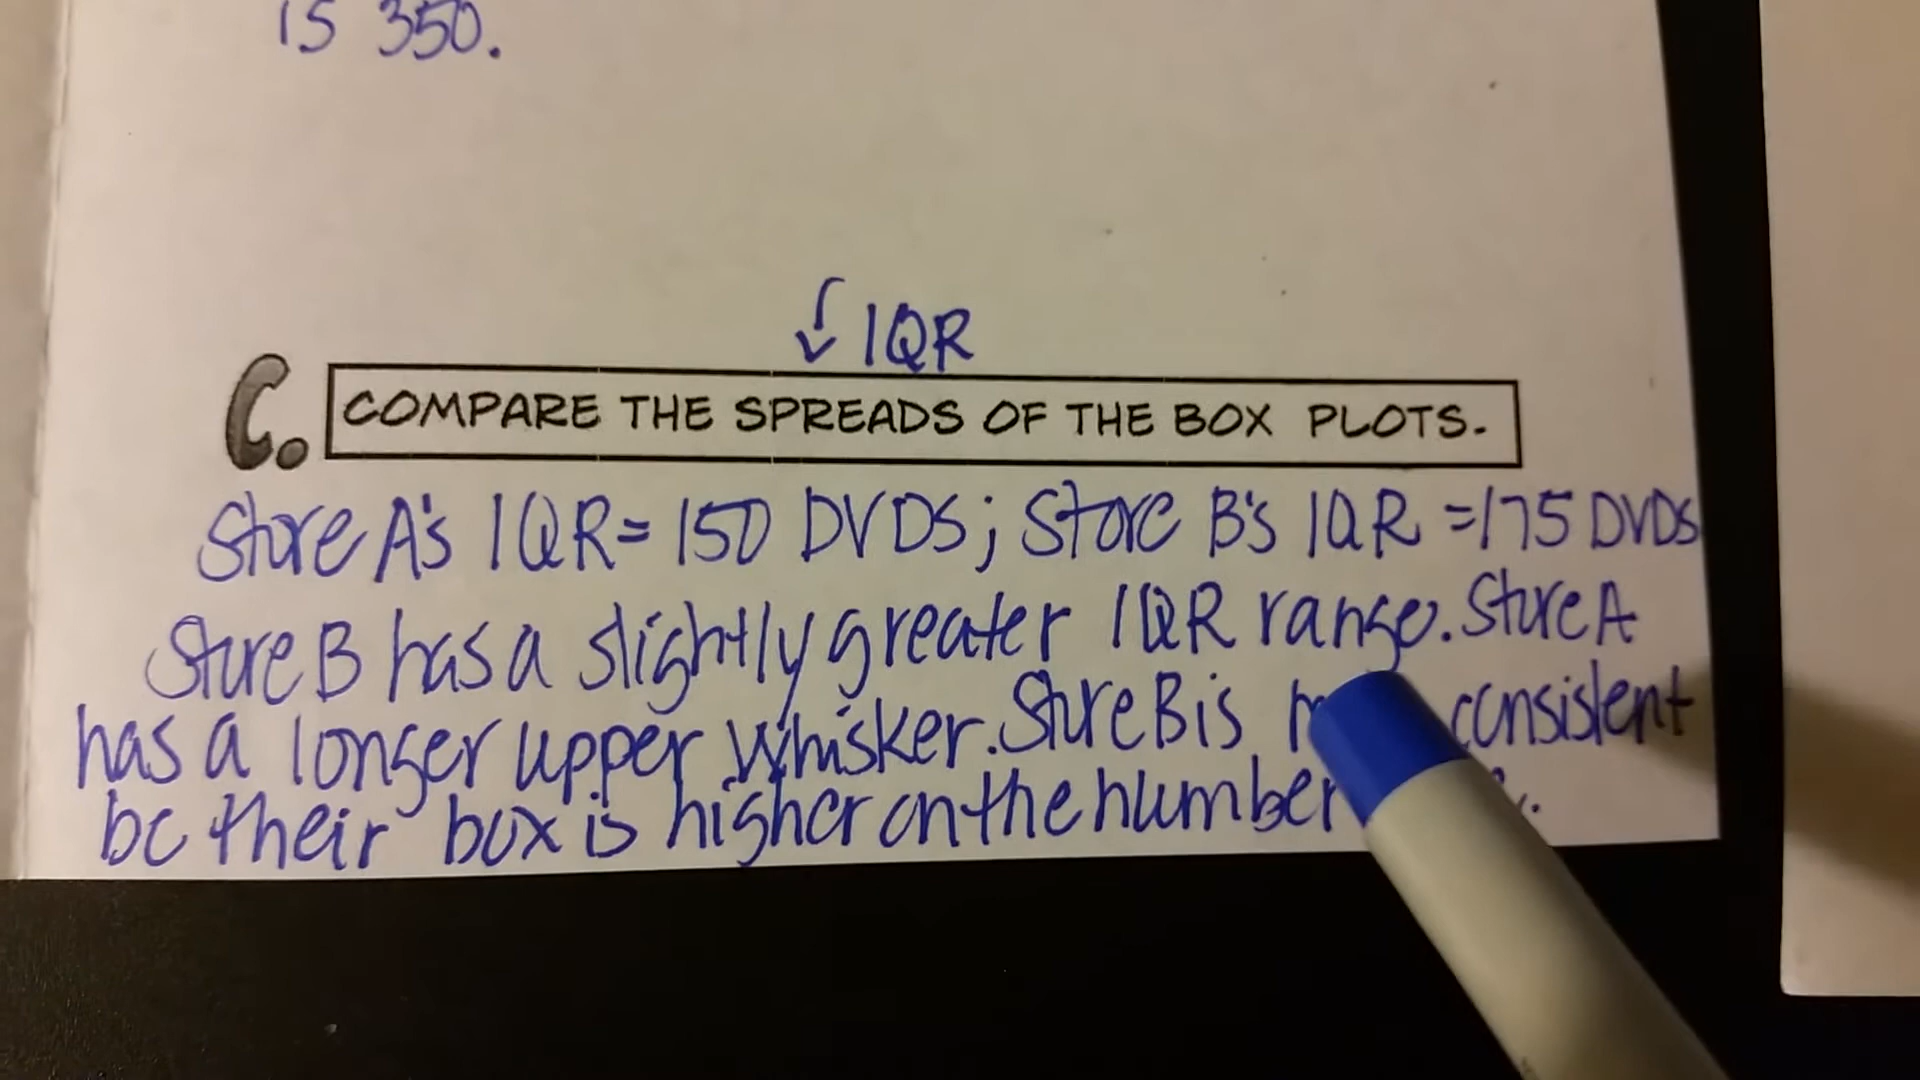 is 350.
IQR
C. COMPARE THE SPREADS OF THE BOX PLOTS.
Store A's IQR = 150 DVDs; Store B's IQR = 175 DVDs
Store B has a slightly greater IQR range. Store A
has a longer upper whisker. Store B is consistent
bc their box is higher on the number